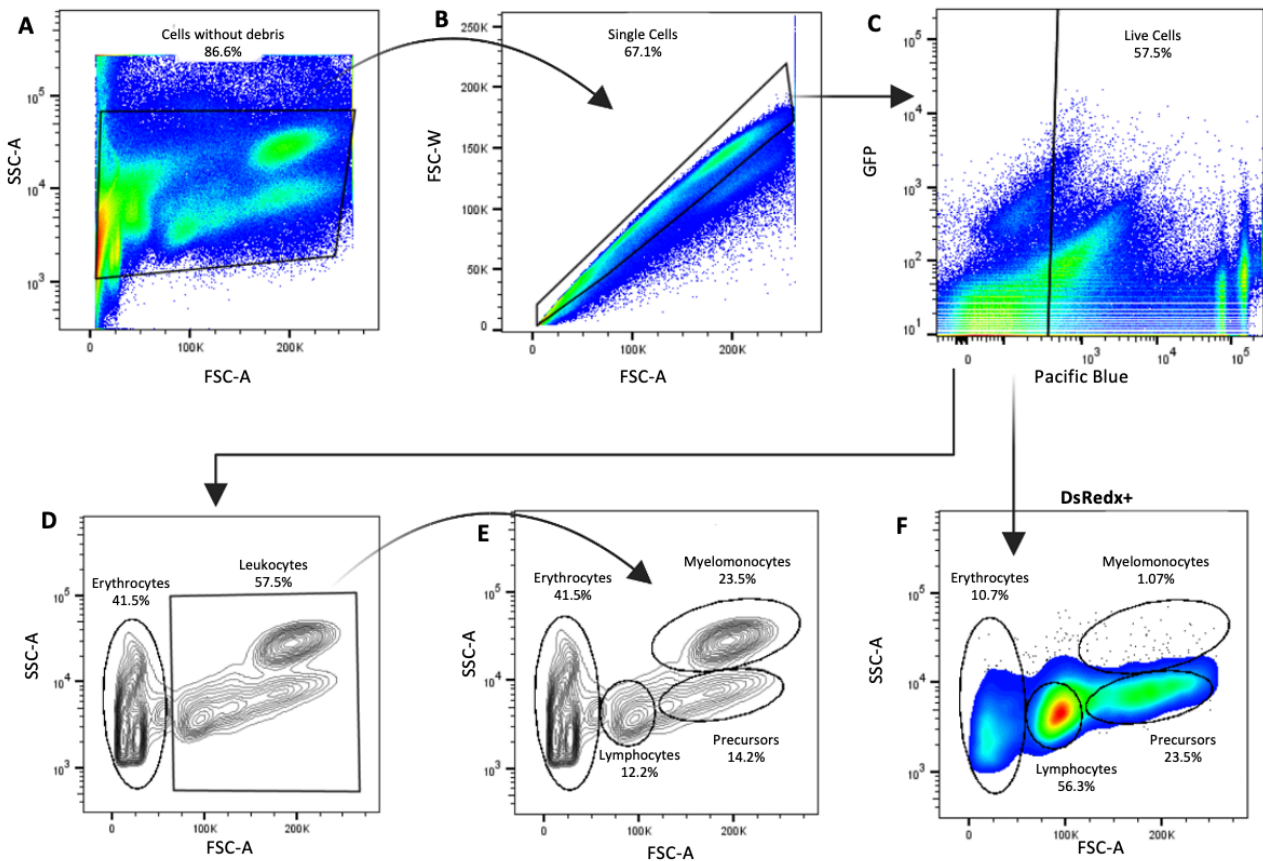 A
Cells without debris
86.6%
SSC-A
10^5
10^4
10^3
0
100K
200K
FSC-A
B
Single Cells
67.1%
FSC-W
250K
200K
150K
100K
50K
0
0
100K
200K
FSC-A
C
Live Cells
57.5%
GFP
10^5
10^4
10^3
10^2
10^1
0
10^3
10^4
10^5
Pacific Blue
D
Leukocytes
57.5%
Erythrocytes
41.5%
SSC-A
10^5
10^4
10^3
0
100K
200K
FSC-A
E
Myelomonocytes
23.5%
Erythrocytes
41.5%
SSC-A
10^5
10^4
10^3
Lymphocytes
12.2%
Precursors
14.2%
0
100K
200K
FSC-A
DsRedx+
F
Myelomonocytes
1.07%
Erythrocytes
10.7%
SSC-A
10^5
10^4
10^3
Precursors
23.5%
Lymphocytes
56.3%
0
100K
200K
FSC-A